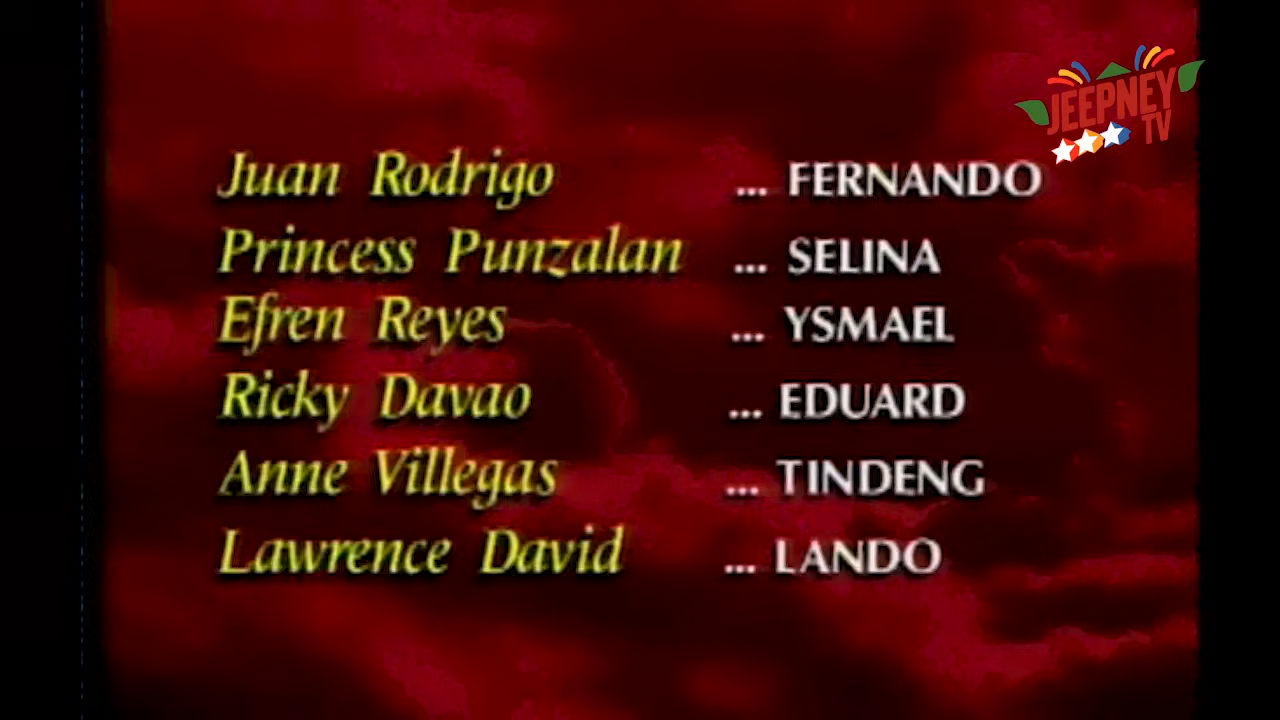 JEEPNEY
TV
Juan Rodrigo ... FERNANDO
Princess Punzalan ... SELINA
Efren Reyes ... YSMAEL
Ricky Davao ... EDUARD
Anne Villegas ... TINDENG
Lawrence David ... LANDO